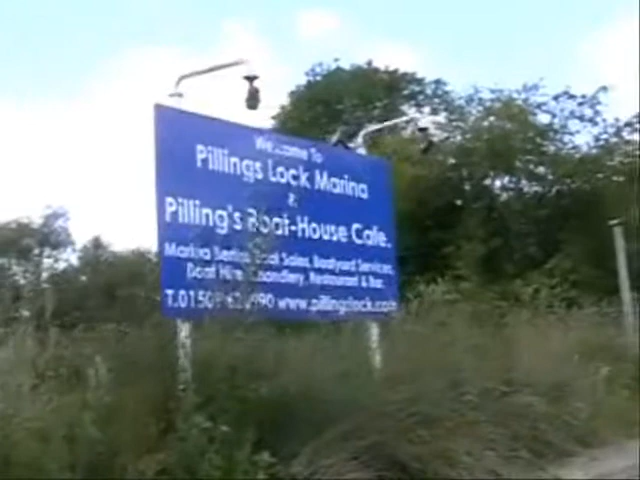 Welcome To
Pillings Lock Marina
&
Pilling's Boat-House Cafe.
Marina Berths, Boat Sales, Boatyard Services,
Boat Hire, Chandlery, Restaurant & Bar.
www.pillingslock.com